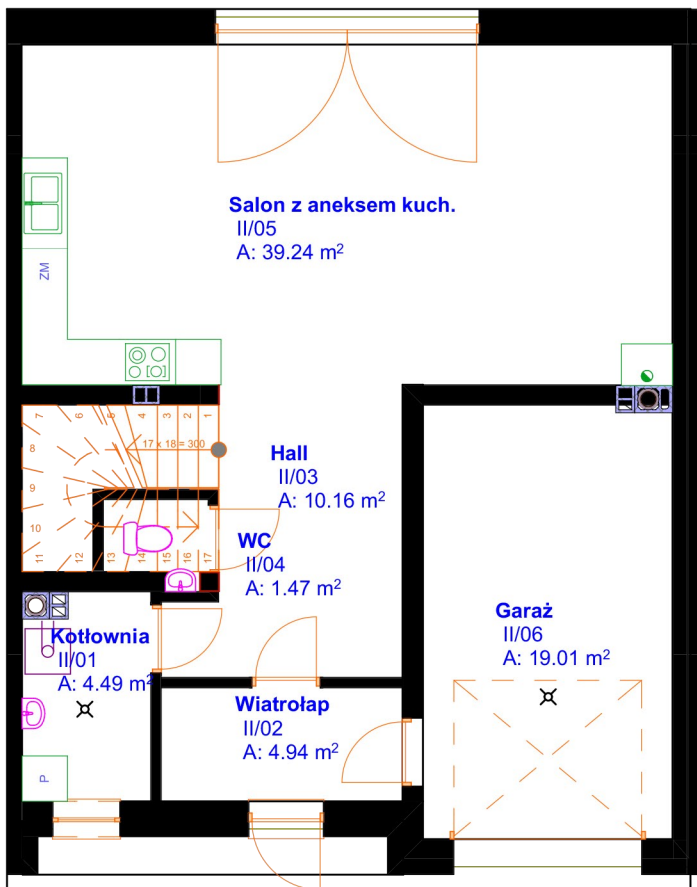 Salon z aneksem kuch.
II/05
A: 39.24 m²
ZM
7 6 5 4 3 2 1
8
17 x 18 = 300
9
10
11 12 13 14 15 16 17
Hall
II/03
A: 10.16 m²
WC
II/04
A: 1.47 m²
Garaż
II/06
A: 19.01 m²
Kotłownia
II/01
A: 4.49 m²
Wiatrołap
II/02
A: 4.94 m²
P